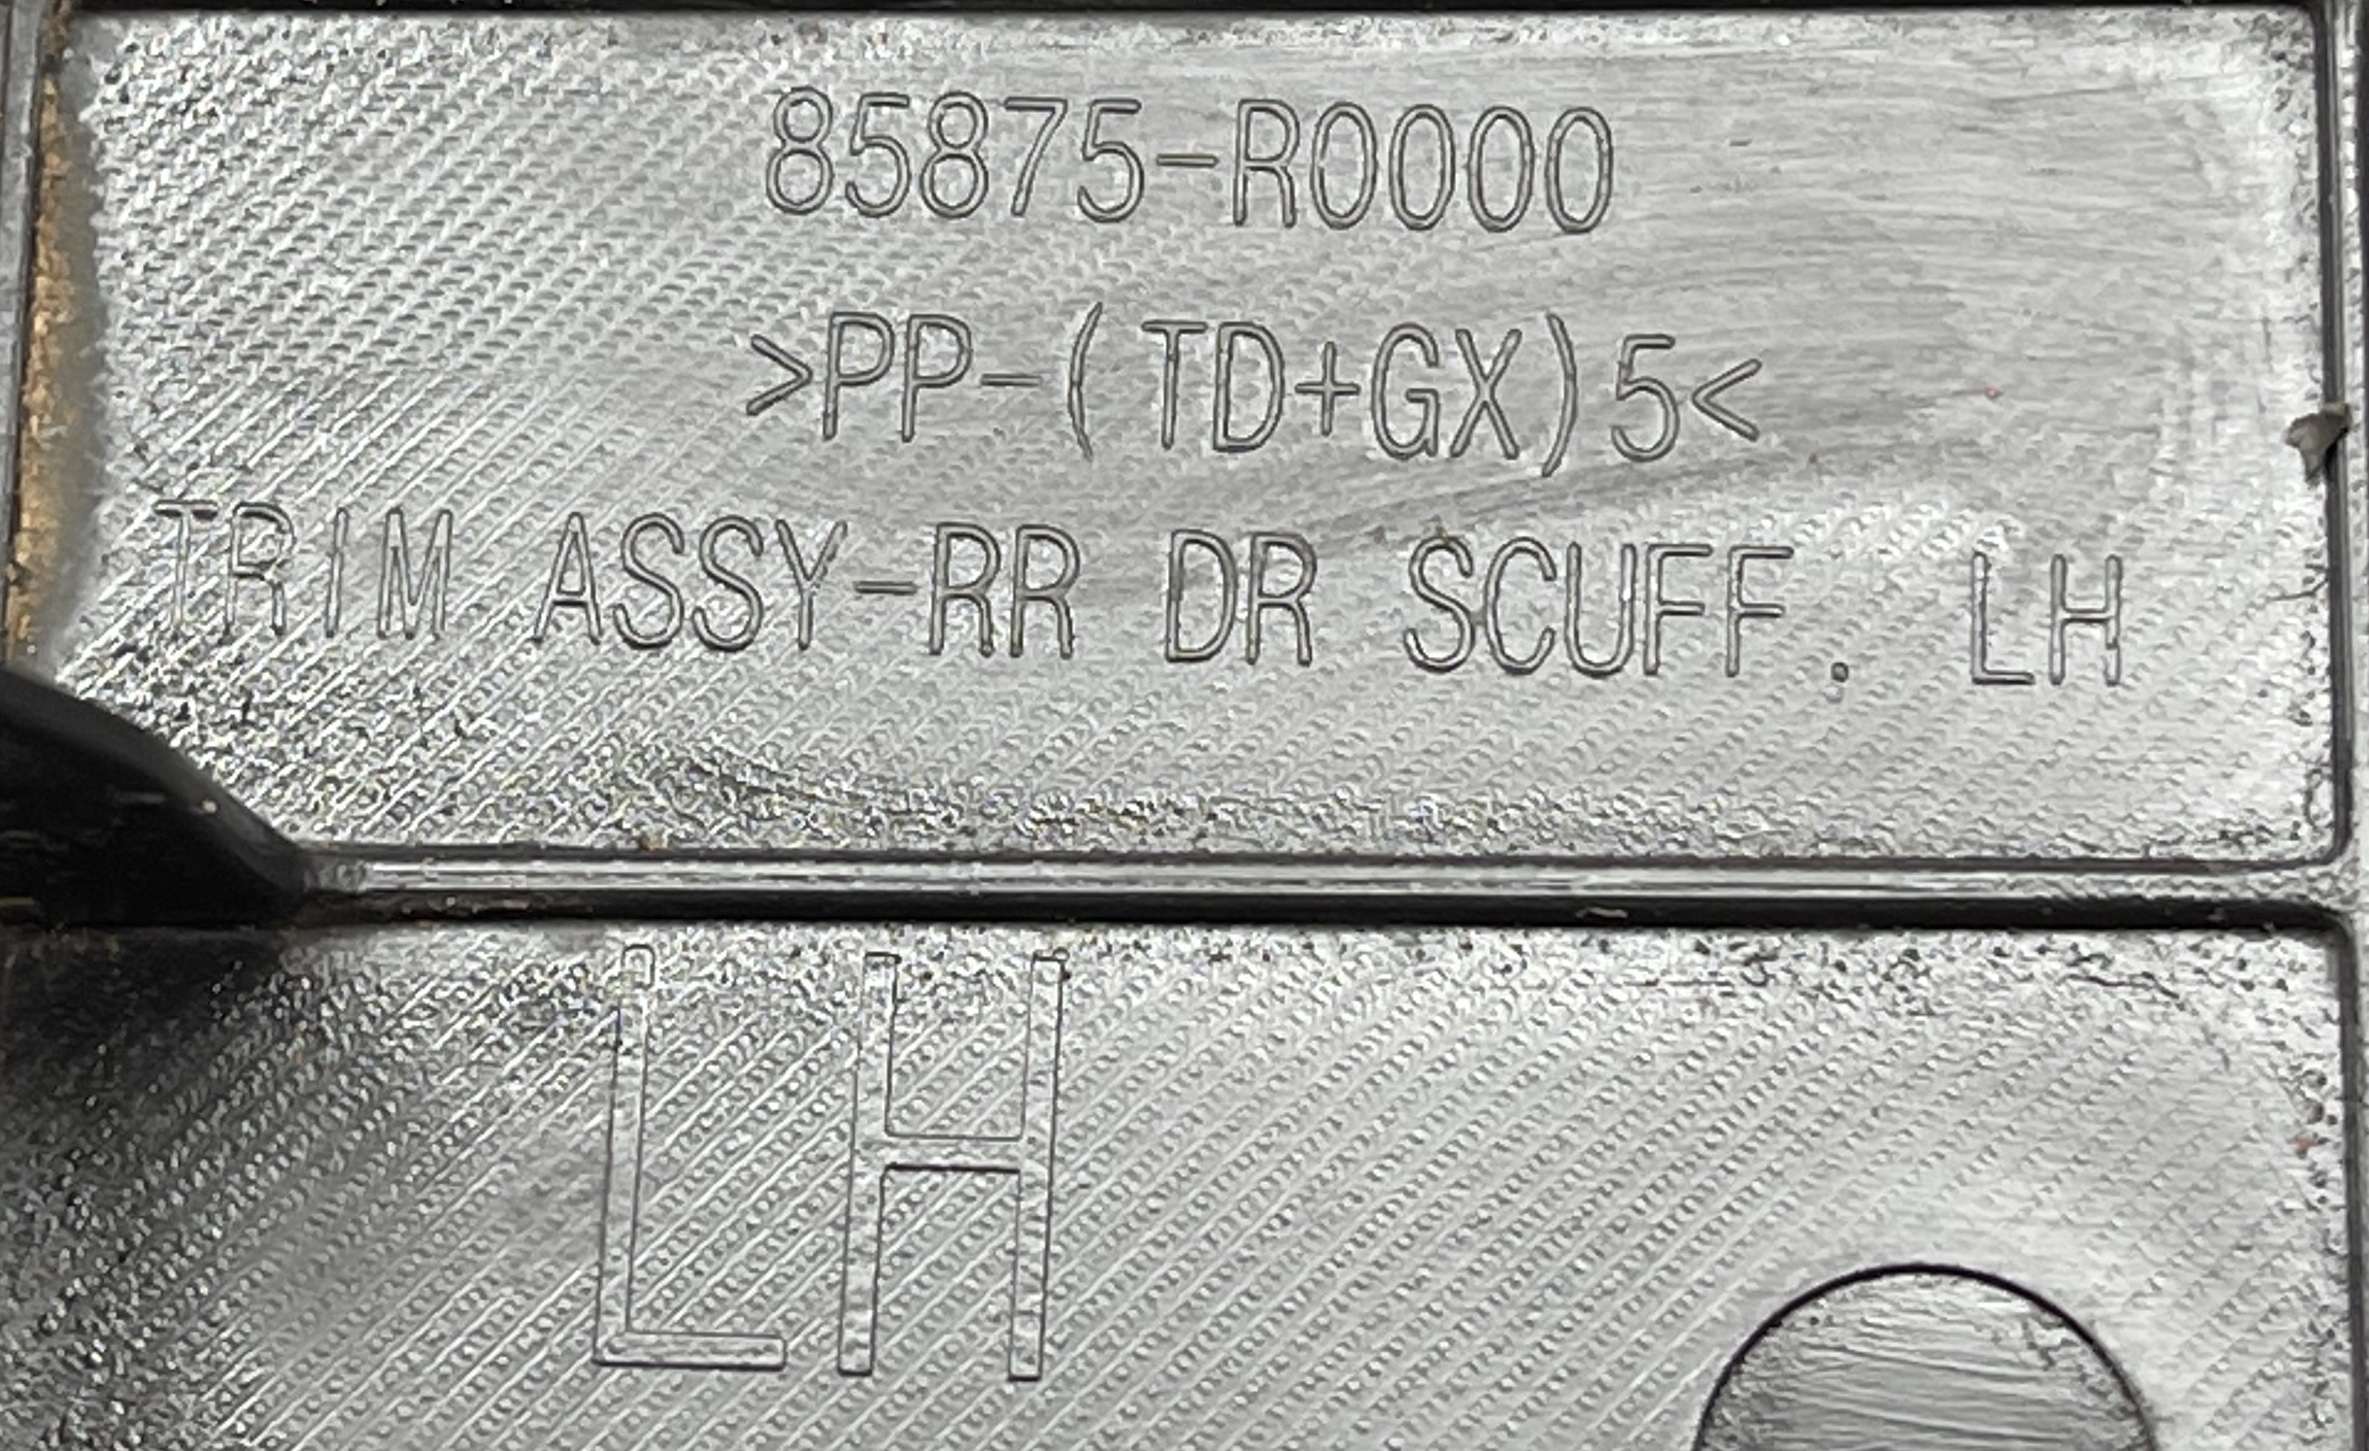 85875-R0000
>PP-(TD+GX)5<
TRIM ASSY-RR DR SCUFF. LH
LH